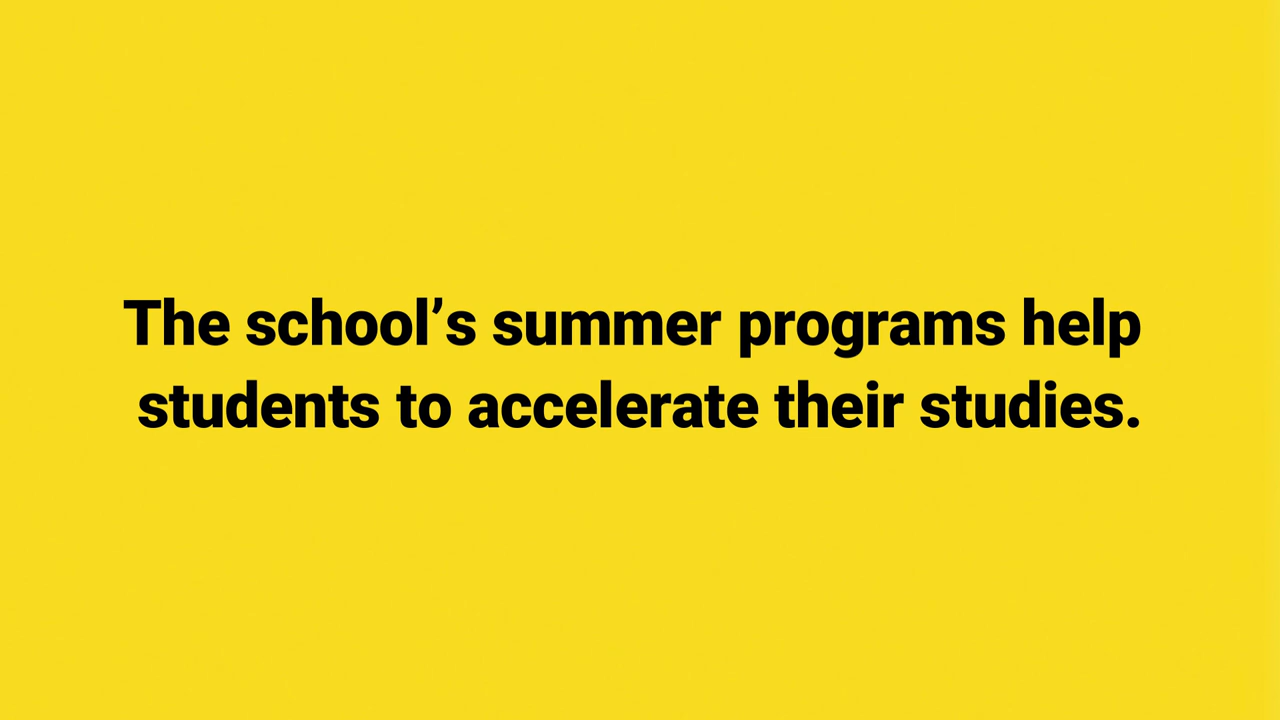 The school’s summer programs help
students to accelerate their studies.